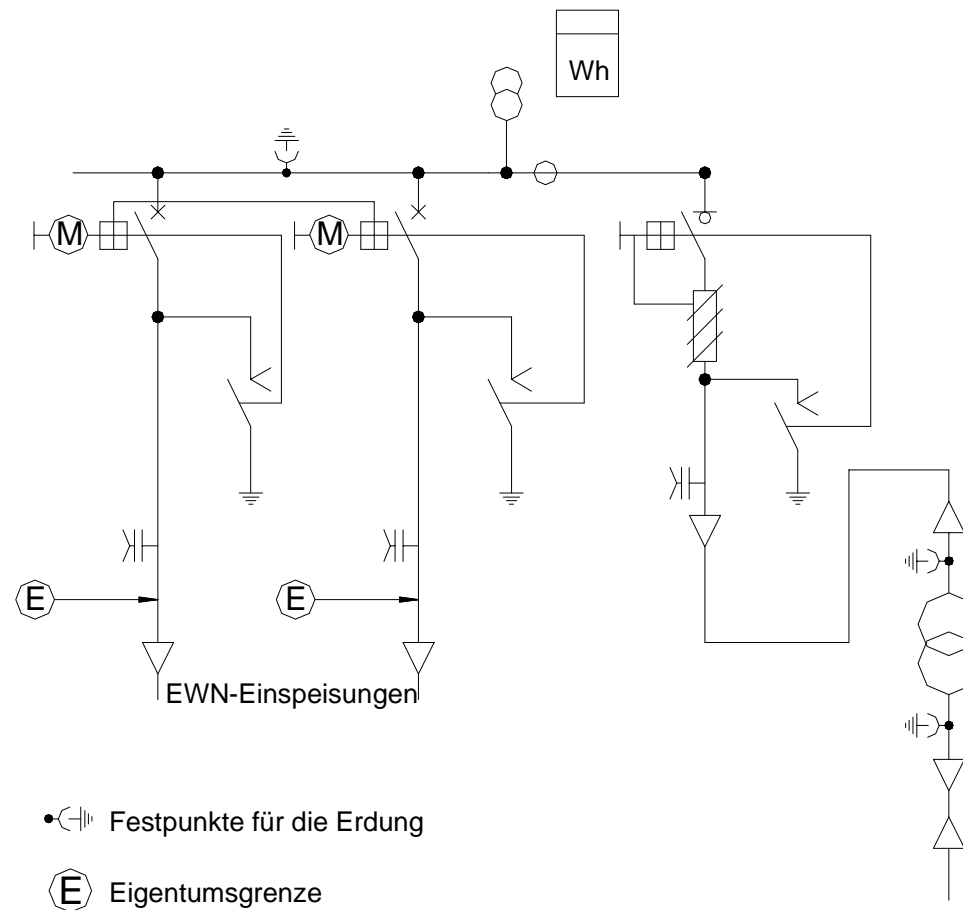 Wh
M M
E E
EWN-Einspeisungen
Festpunkte für die Erdung
E Eigentumsgrenze